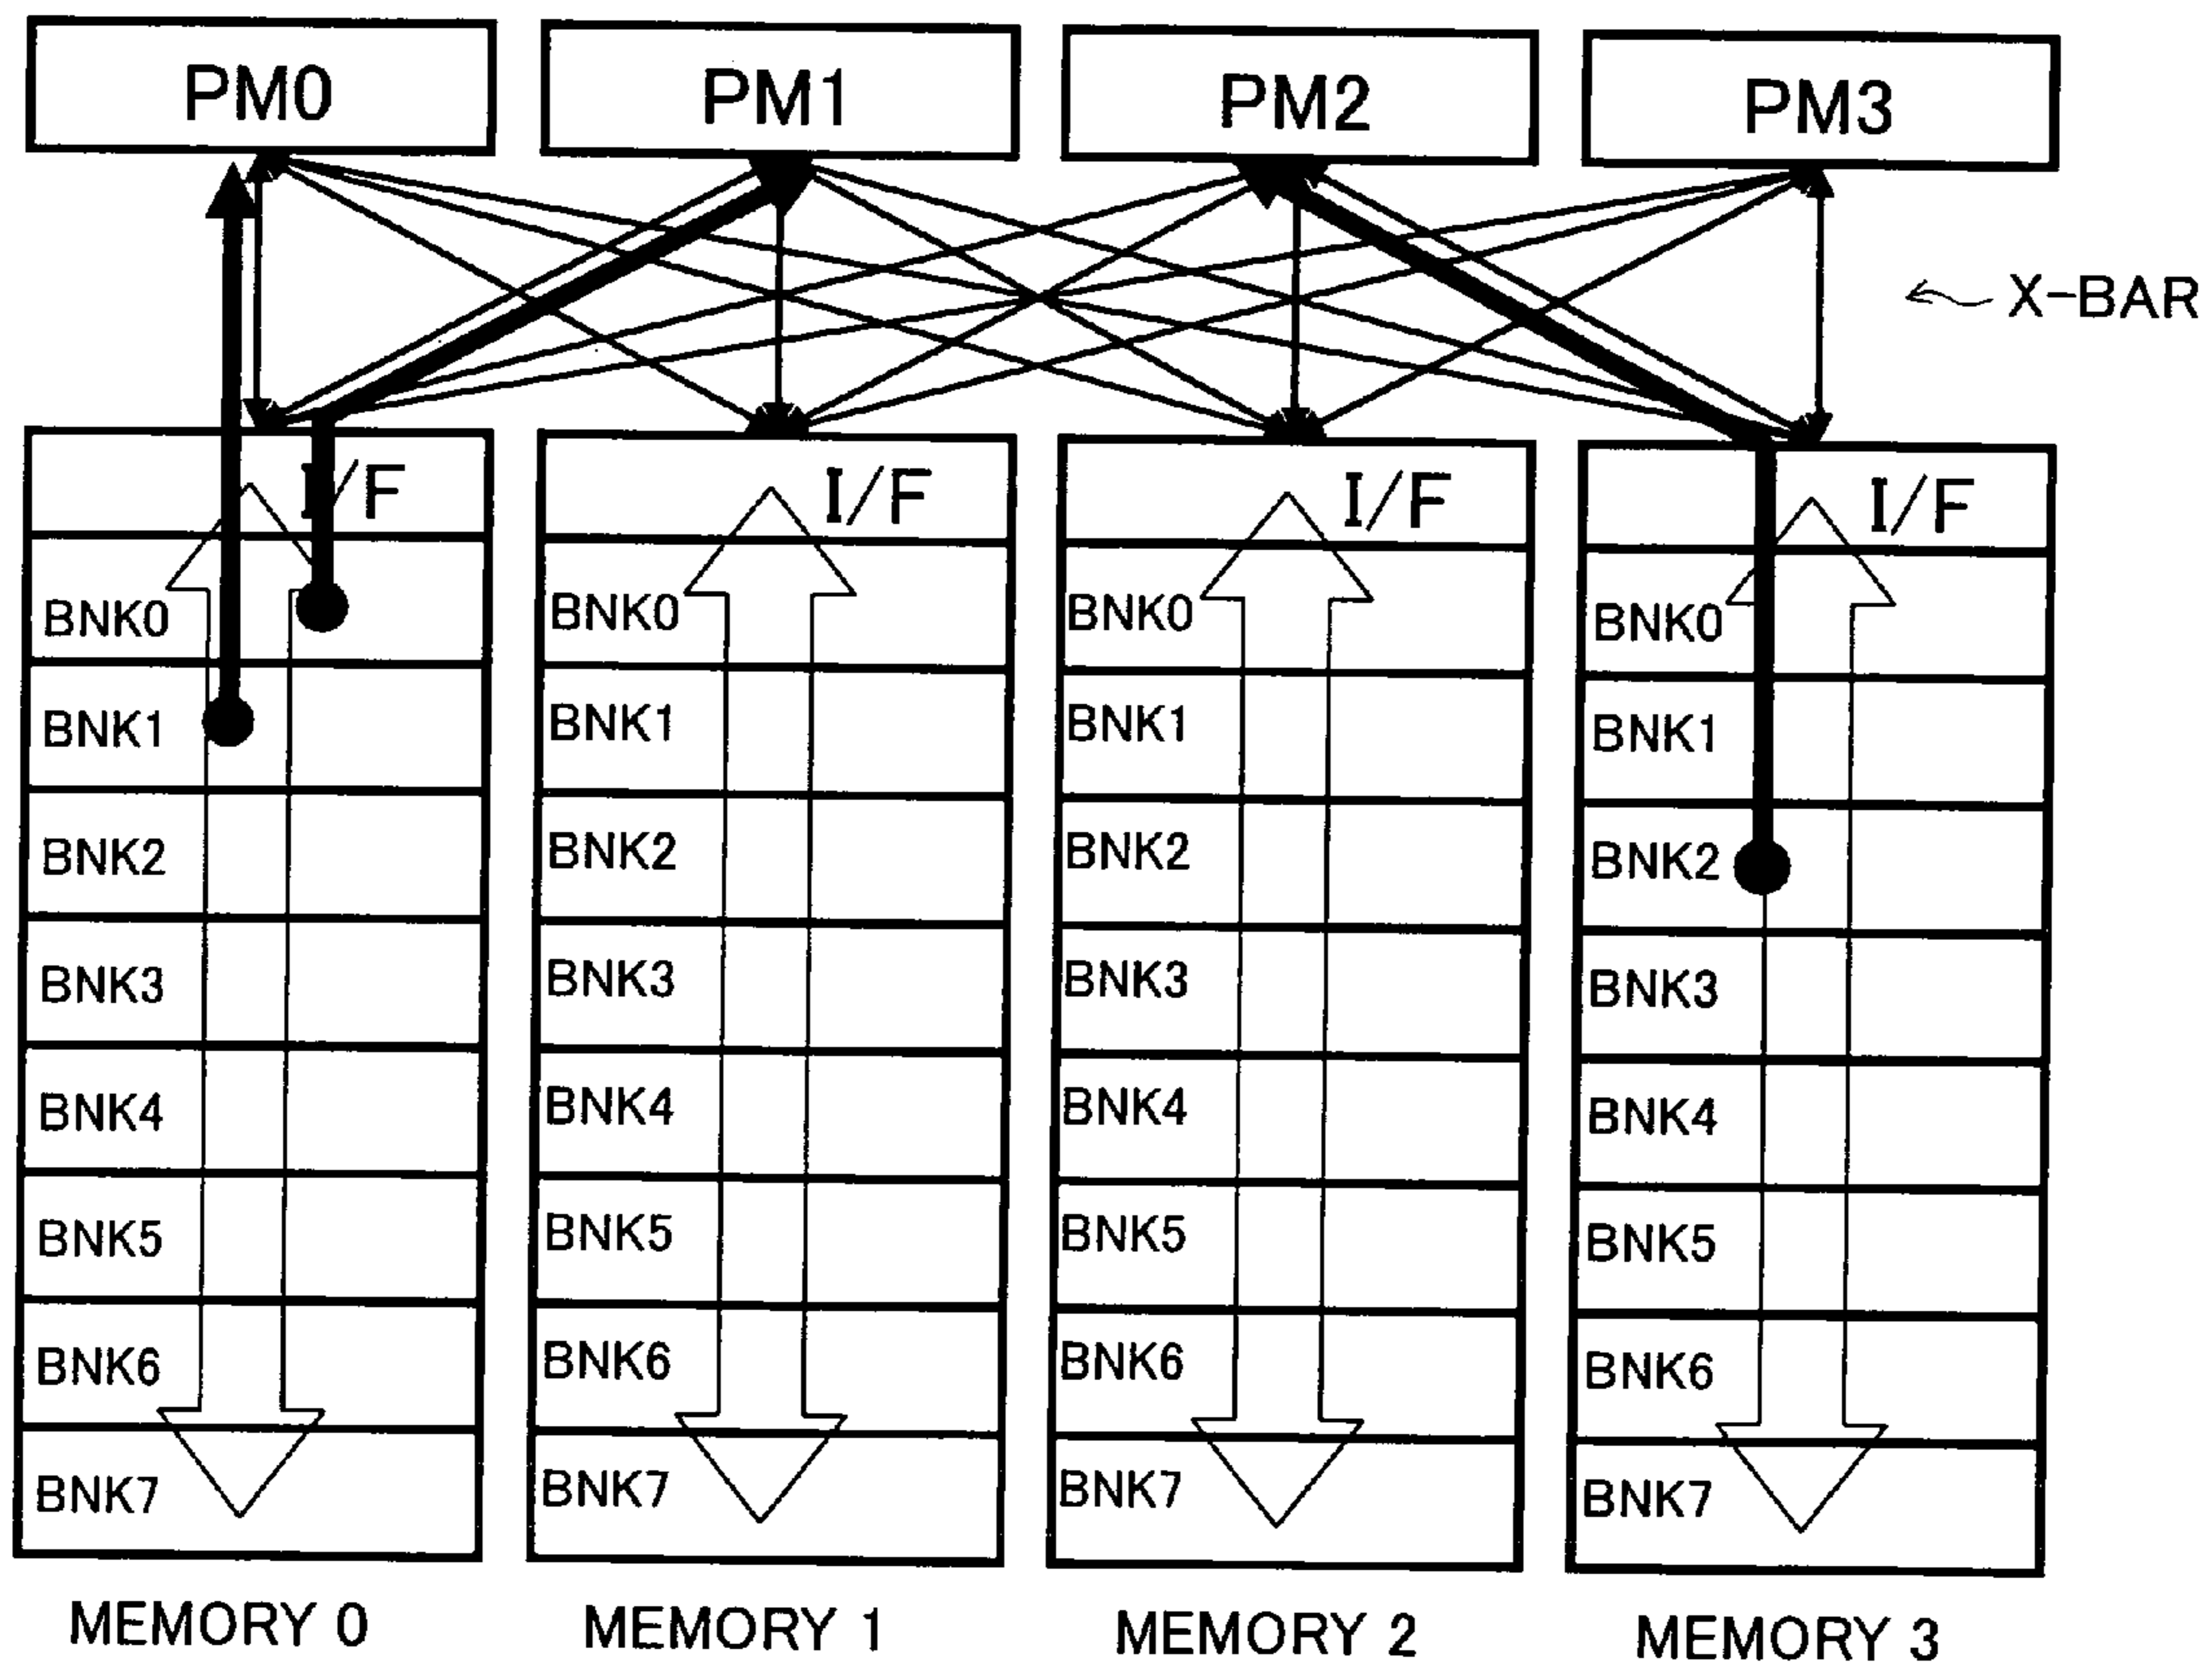 PM0 PM1 PM2 PM3
X-BAR
I/F I/F I/F I/F
BNK0 BNK0 BNK0 BNK0
BNK1 BNK1 BNK1 BNK1
BNK2 BNK2 BNK2 BNK2
BNK3 BNK3 BNK3 BNK3
BNK4 BNK4 BNK4 BNK4
BNK5 BNK5 BNK5 BNK5
BNK6 BNK6 BNK6 BNK6
BNK7 BNK7 BNK7 BNK7
MEMORY 0 MEMORY 1 MEMORY 2 MEMORY 3